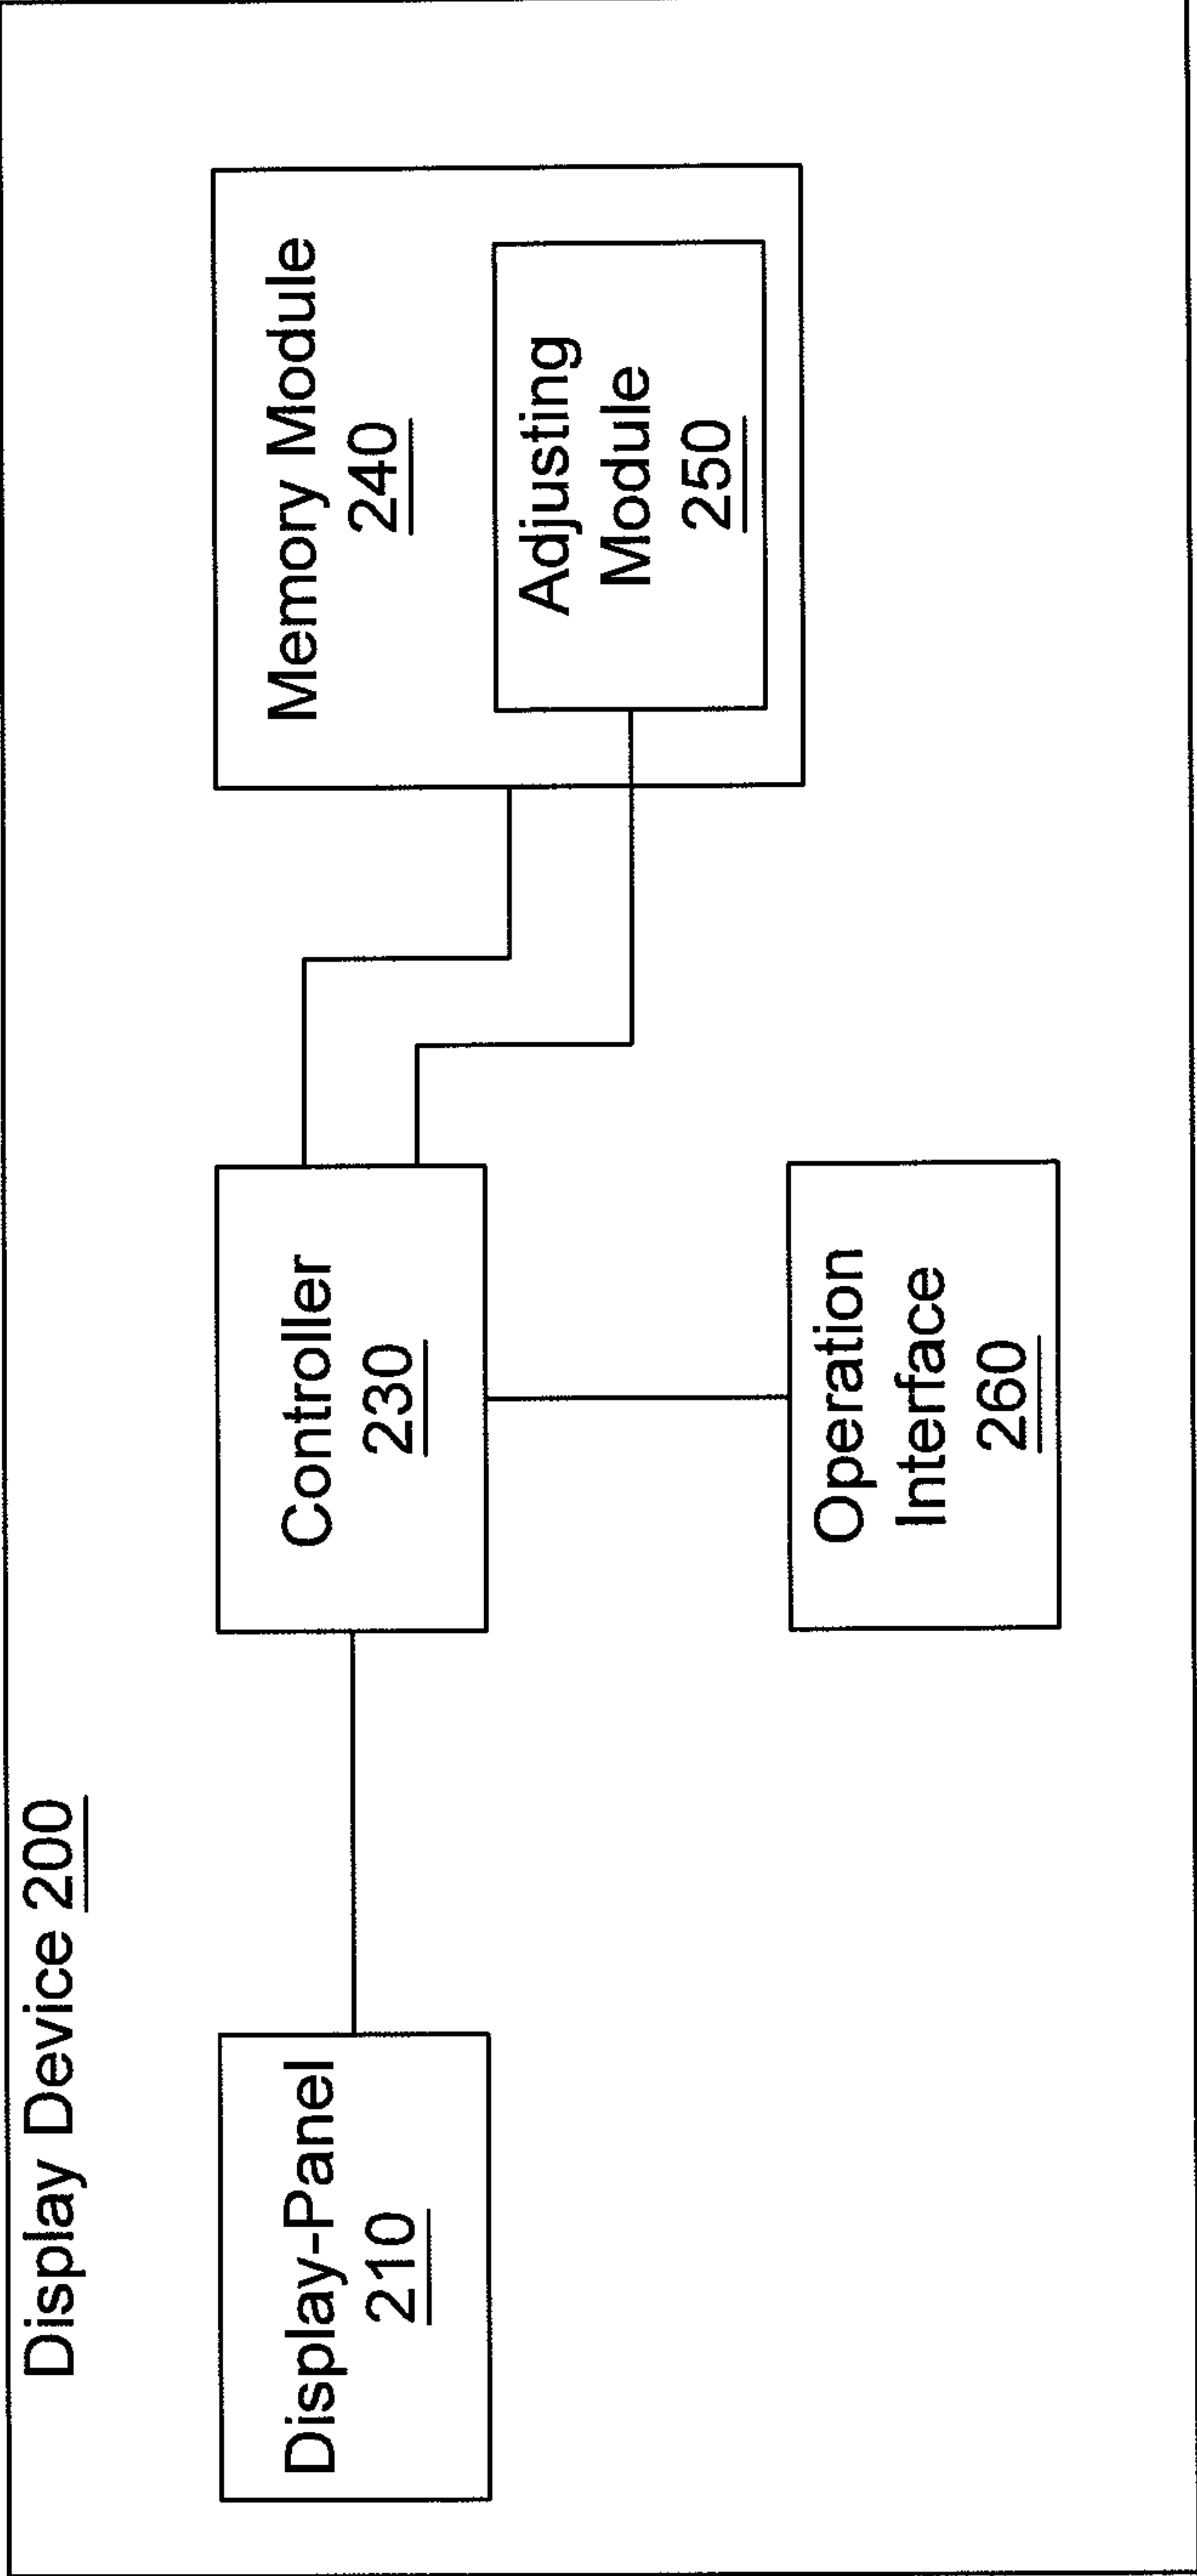 Display Device 200
Display-Panel
210
Controller
230
Memory Module
240
Adjusting
Module
250
Operation
Interface
260